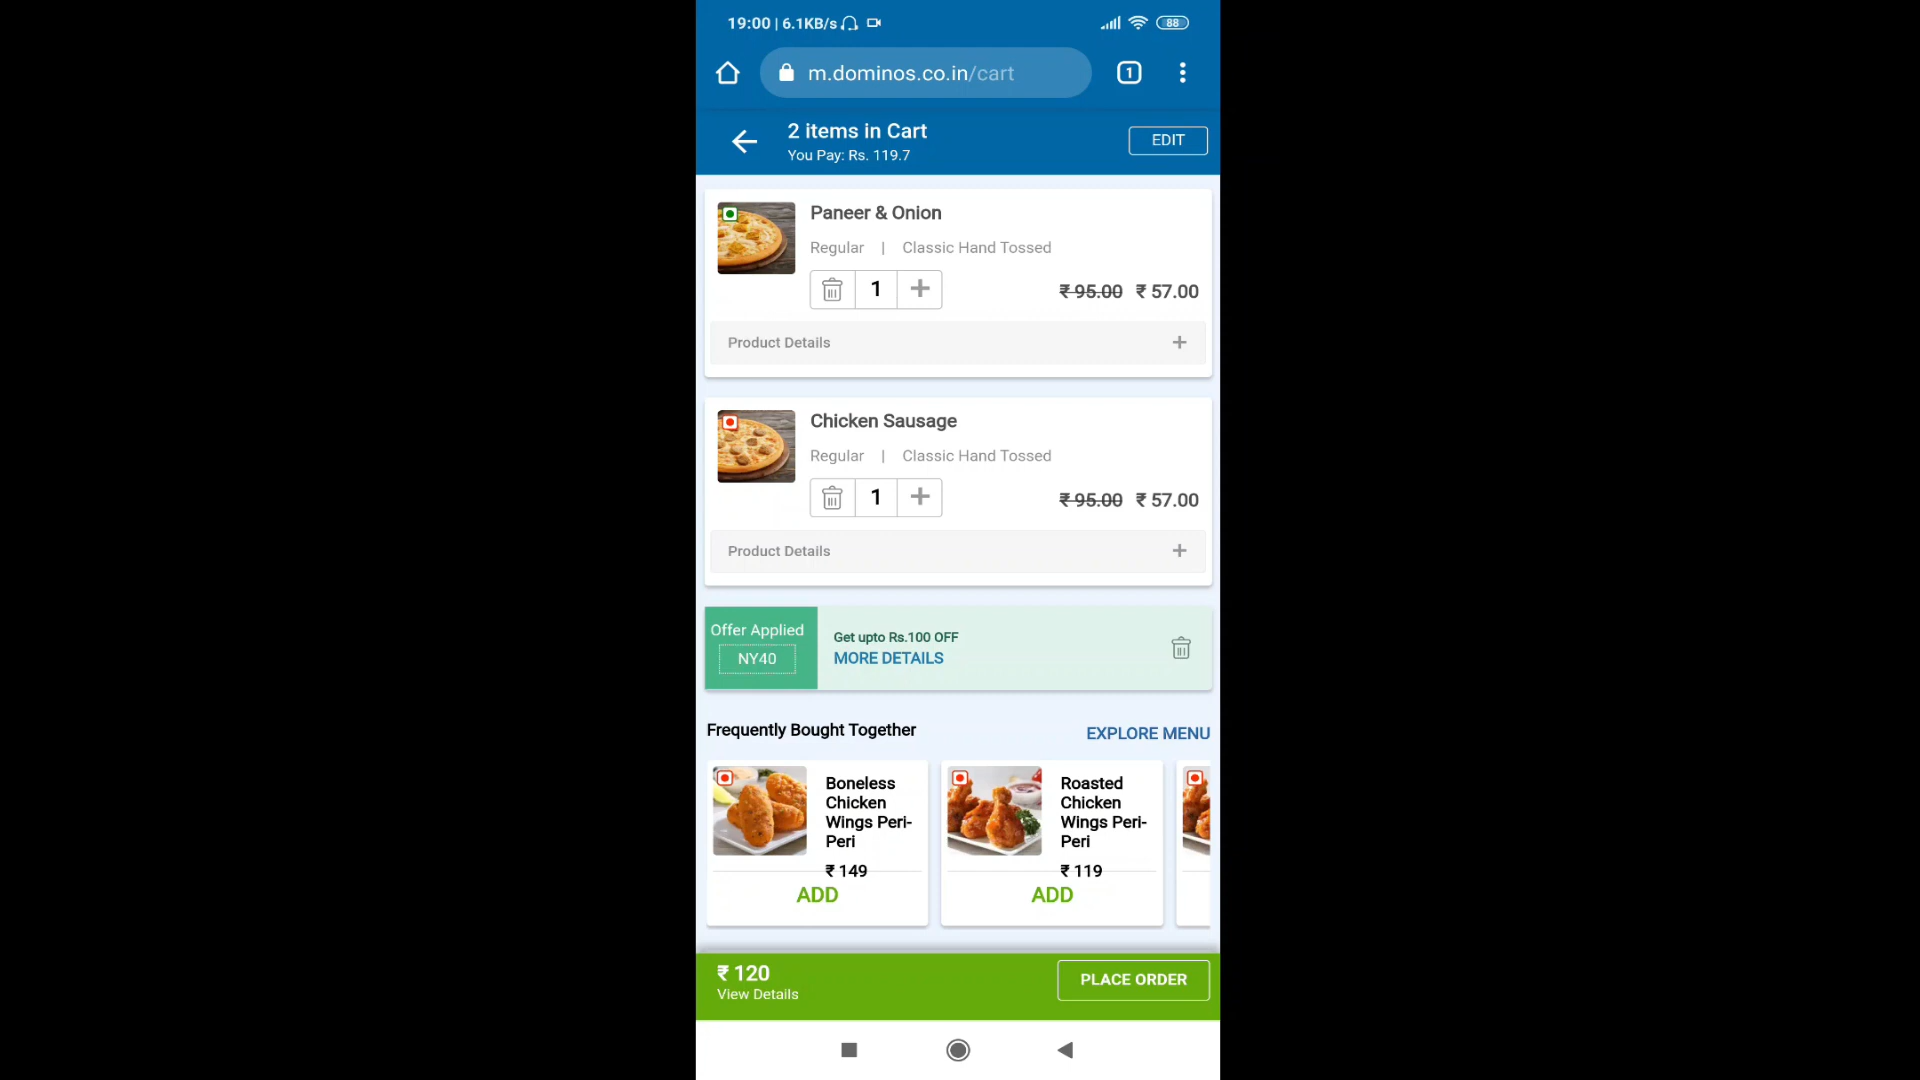 19:00 | 6.1KB/s
88
m.dominos.co.in/cart
1
2 items in Cart
You Pay: Rs. 119.7
EDIT
Paneer & Onion
Regular | Classic Hand Tossed
1
₹ 95.00 ₹ 57.00
Product Details
Chicken Sausage
Regular | Classic Hand Tossed
1
₹ 95.00 ₹ 57.00
Product Details
Offer Applied
NY40
Get upto Rs.100 OFF
MORE DETAILS
Frequently Bought Together
EXPLORE MENU
Boneless
Chicken
Wings Peri-
Peri
₹ 149
ADD
Roasted
Chicken
Wings Peri-
Peri
₹ 119
ADD
₹ 120
View Details
PLACE ORDER